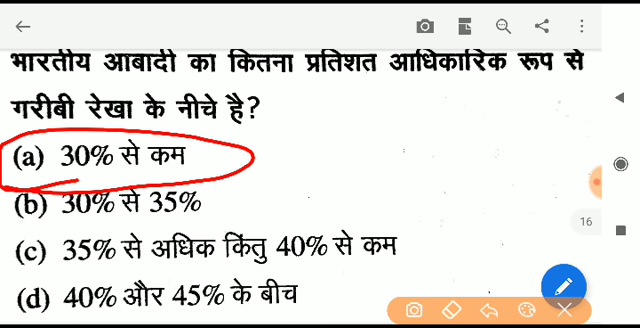 भारतीय आबादी का कितना प्रतिशत आधिकारिक रूप से
गरीबी रेखा के नीचे है?
(a) 30% से कम
(b) 30% से 35%
(c) 35% से अधिक किंतु 40% से कम
(d) 40% और 45% के बीच
16